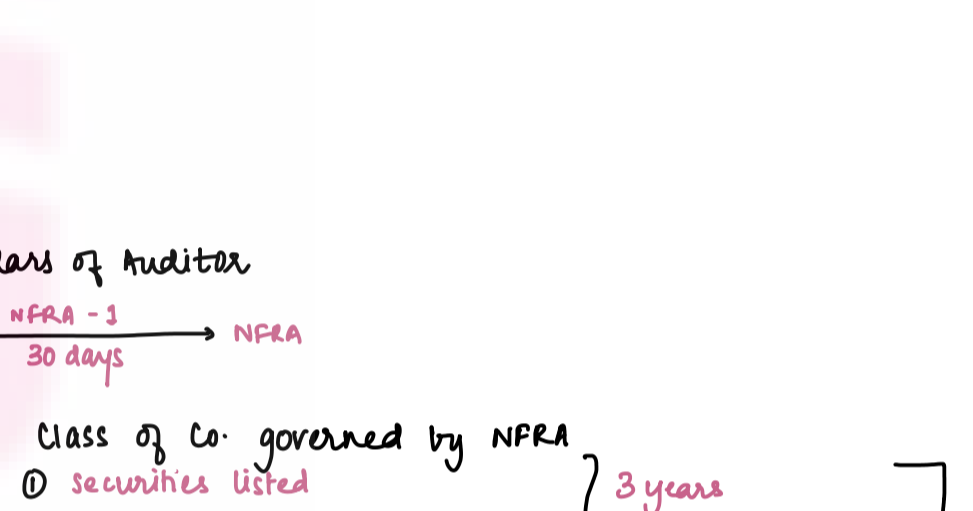 of Auditor
NFRA - 1
→ NFRA
30 days
Class of Co. governed by NFRA
① Securities listed
3 years